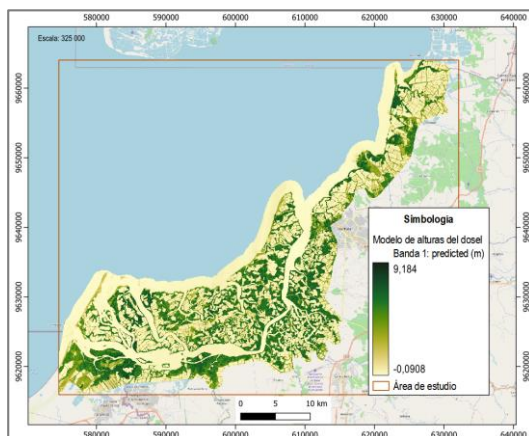 580000 590000 600000 610000 620000 630000 640000
Escala: 325 000
9660000
9650000
9640000
9630000
9620000
9660000
9650000
9640000
9630000
9620000
Simbología
Modelo de alturas del dosel
Banda 1: predicted (m)
9,184
-0,0908
Área de estudio
0 5 10 km
580000 590000 600000 610000 620000 630000 640000